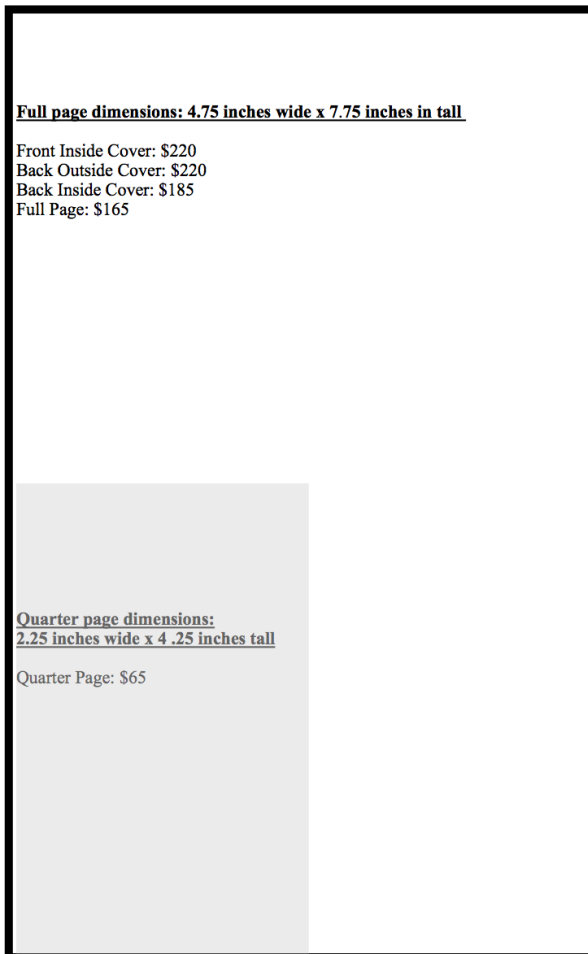 Full page dimensions: 4.75 inches wide x 7.75 inches in tall
Front Inside Cover: $220
Back Outside Cover: $220
Back Inside Cover: $185
Full Page: $165
Quarter page dimensions:
2.25 inches wide x 4 .25 inches tall
Quarter Page: $65